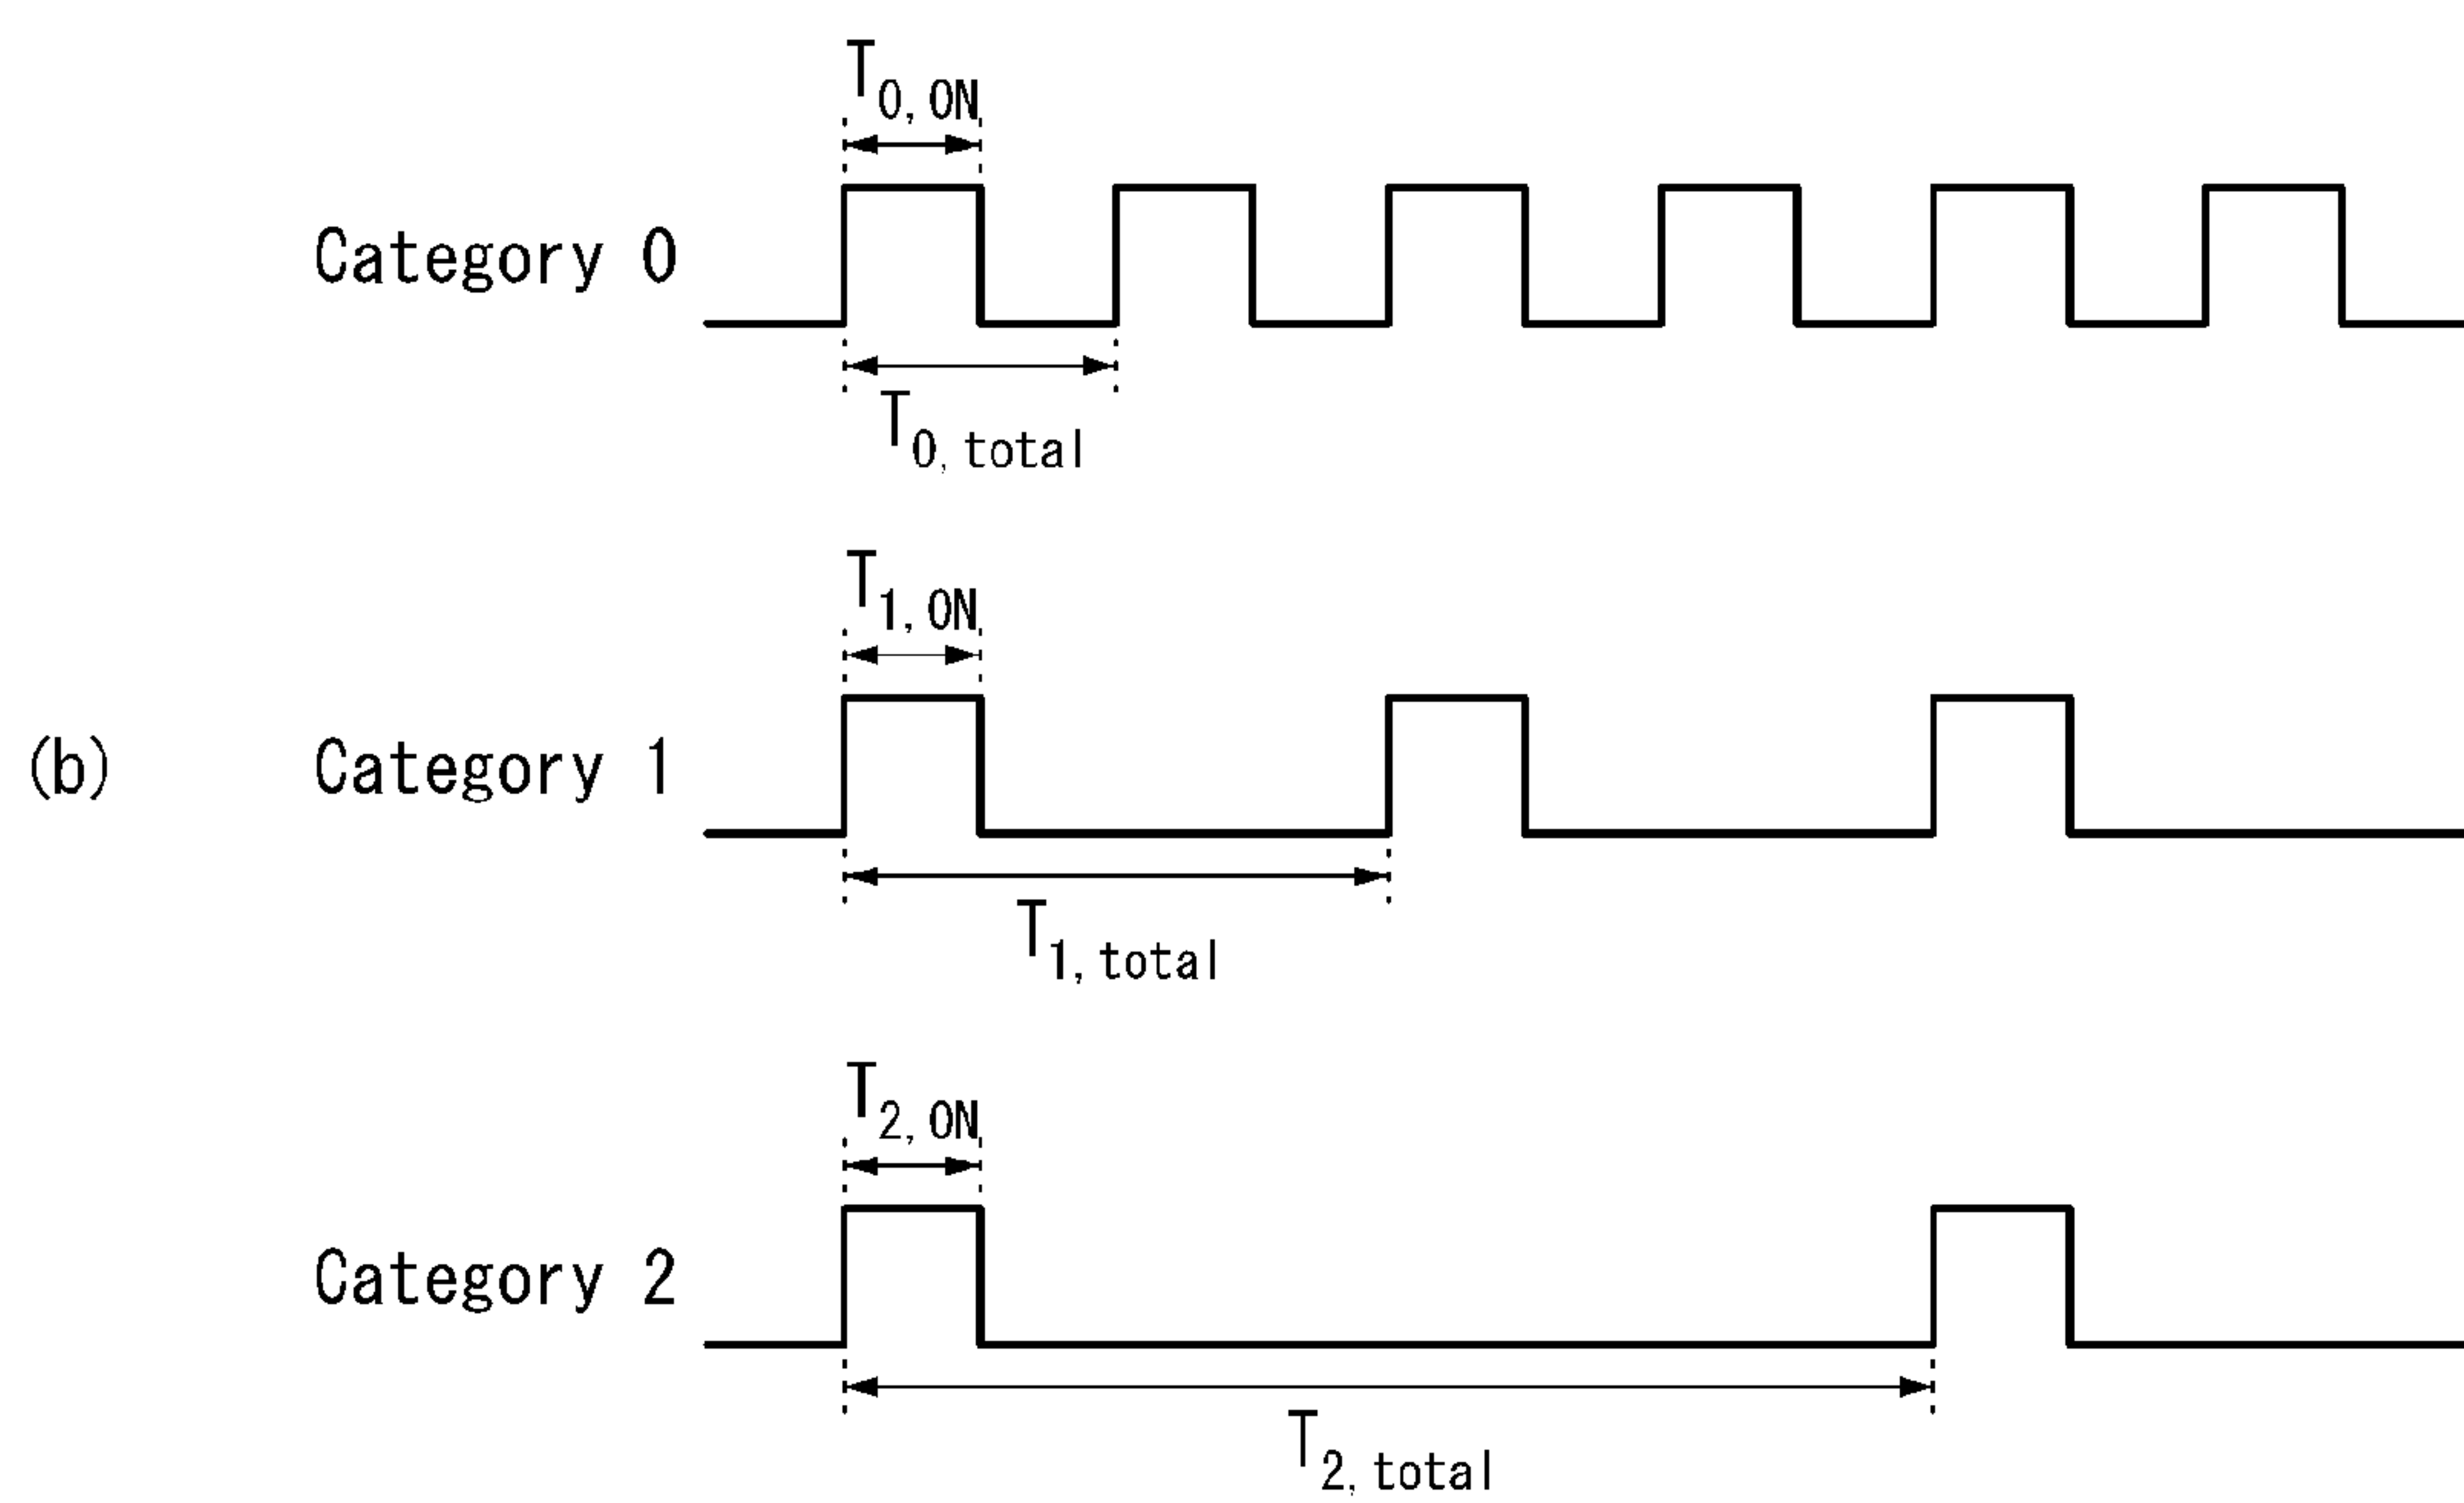 T0, ON
Category 0
T0, total
T1, ON
(b) Category 1
T1, total
T2, ON
Category 2
T2, total